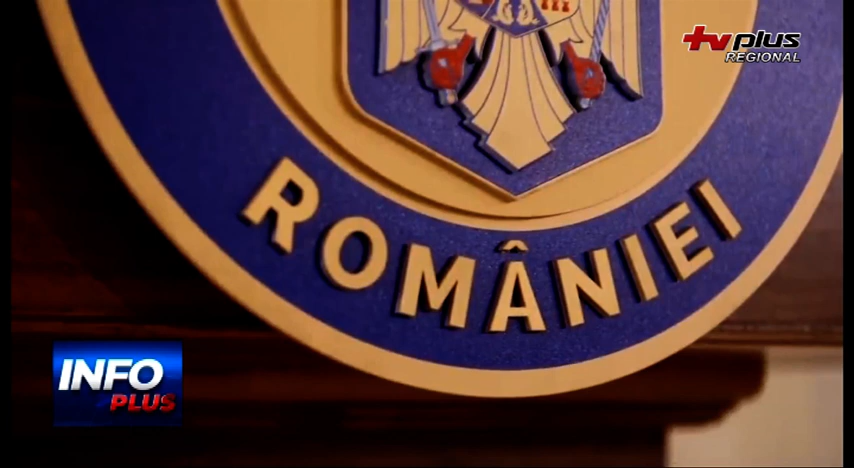 tvplus
REGIONAL
ROMÂNIEI
INFO
PLUS